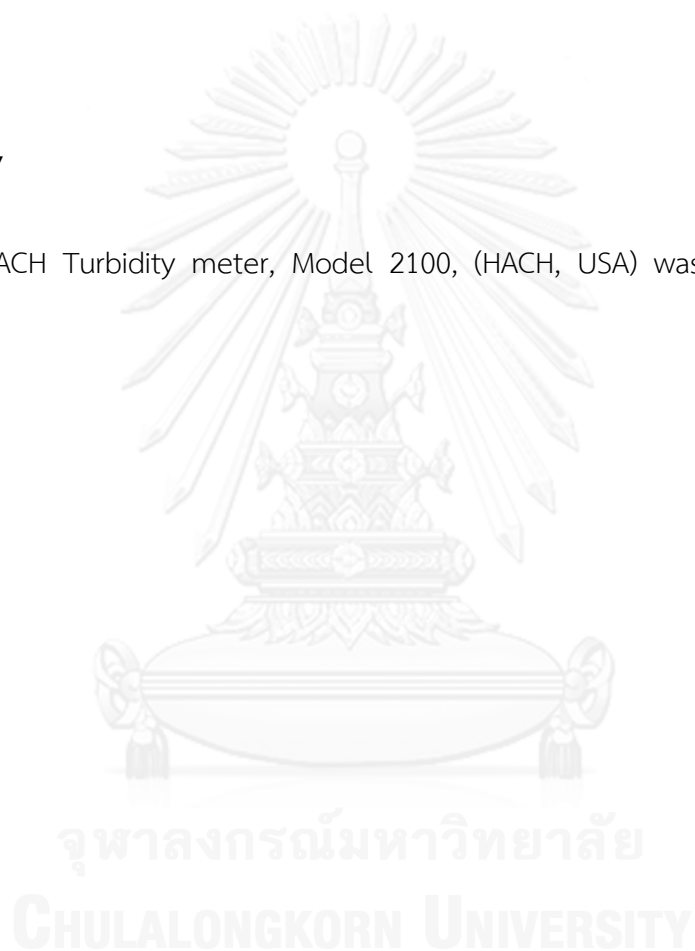 ACH Turbidity meter, Model 2100, (HACH, USA) was
จุฬาลงกรณ์มหาวิทยาลัย
CHULALONGKORN UNIVERSITY